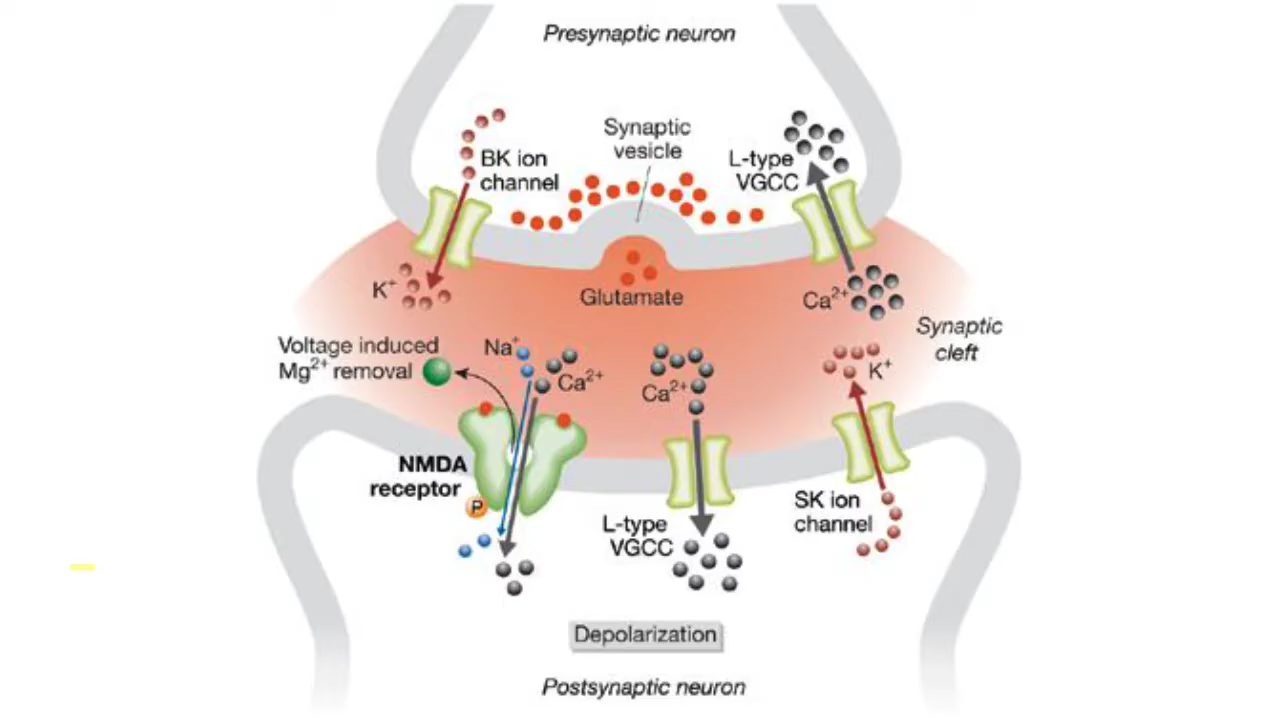 Presynaptic neuron
Synaptic
vesicle
BK ion
channel
L-type
VGCC
K⁺
Glutamate
Ca²⁺
Synaptic
cleft
Voltage induced
Mg²⁺ removal
Na⁺
Ca²⁺
Ca²⁺
K⁺
NMDA
receptor
P
L-type
VGCC
SK ion
channel
Depolarization
Postsynaptic neuron